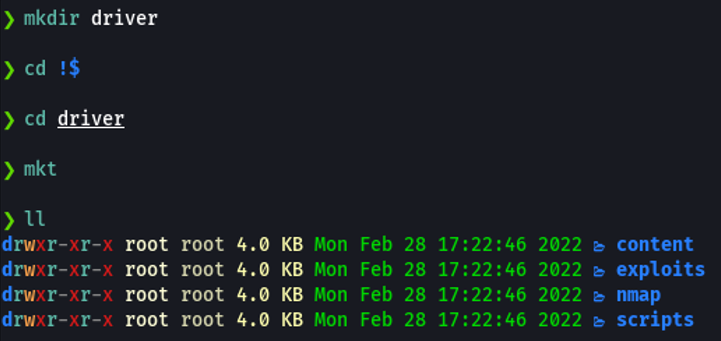 ❯ mkdir driver
❯ cd !$
❯ cd driver
❯ mkt
❯ ll
drwxr-xr-x root root 4.0 KB Mon Feb 28 17:22:46 2022 content
drwxr-xr-x root root 4.0 KB Mon Feb 28 17:22:46 2022 exploits
drwxr-xr-x root root 4.0 KB Mon Feb 28 17:22:46 2022 nmap
drwxr-xr-x root root 4.0 KB Mon Feb 28 17:22:46 2022 scripts